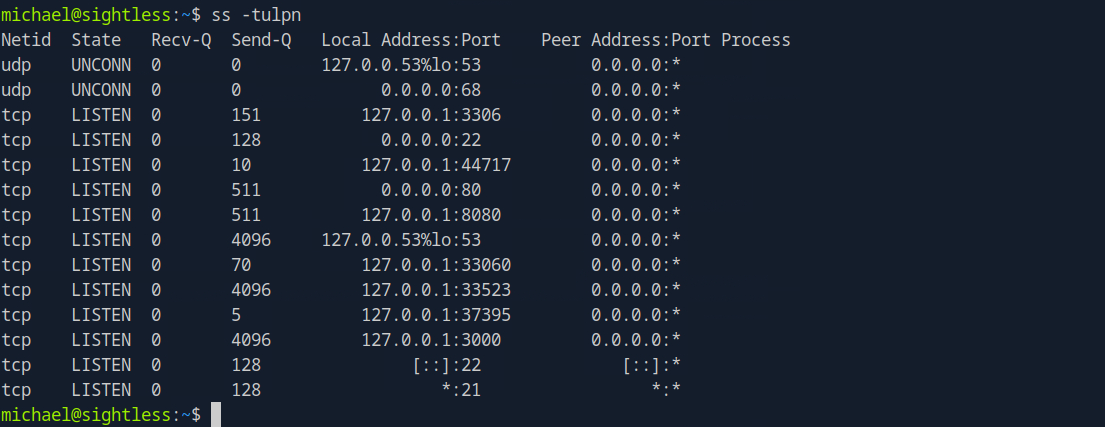 michael@sightless:~$ ss -tulpn
Netid  State   Recv-Q  Send-Q   Local Address:Port    Peer Address:Port Process
udp    UNCONN  0       0        127.0.0.53%lo:53           0.0.0.0:*
udp    UNCONN  0       0              0.0.0.0:68           0.0.0.0:*
tcp    LISTEN  0       151          127.0.0.1:3306         0.0.0.0:*
tcp    LISTEN  0       128            0.0.0.0:22           0.0.0.0:*
tcp    LISTEN  0       10           127.0.0.1:44717        0.0.0.0:*
tcp    LISTEN  0       511            0.0.0.0:80           0.0.0.0:*
tcp    LISTEN  0       511          127.0.0.1:8080         0.0.0.0:*
tcp    LISTEN  0       4096     127.0.0.53%lo:53           0.0.0.0:*
tcp    LISTEN  0       70           127.0.0.1:33060        0.0.0.0:*
tcp    LISTEN  0       4096         127.0.0.1:33523        0.0.0.0:*
tcp    LISTEN  0       5            127.0.0.1:37395        0.0.0.0:*
tcp    LISTEN  0       4096         127.0.0.1:3000         0.0.0.0:*
tcp    LISTEN  0       128               [::]:22              [::]:*
tcp    LISTEN  0       128                  *:21                 *:*
michael@sightless:~$